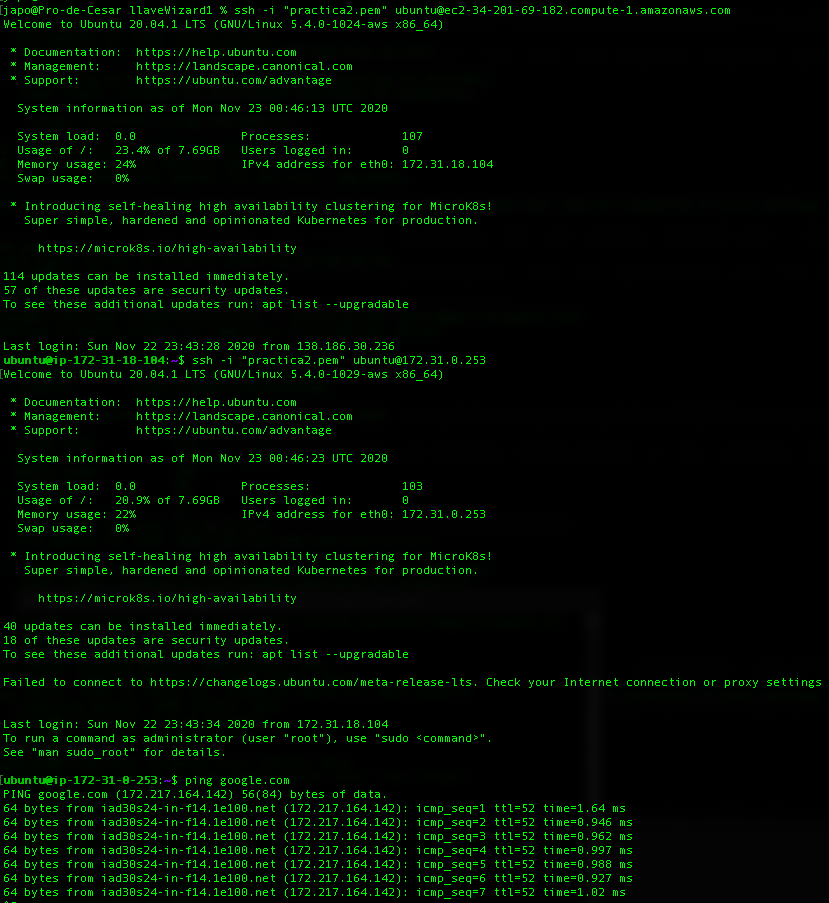 [japo@Pro-de-Cesar llaveWizard1 % ssh -i "practica2.pem" ubuntu@ec2-34-201-69-182.compute-1.amazonaws.com
Welcome to Ubuntu 20.04.1 LTS (GNU/Linux 5.4.0-1024-aws x86_64)
* Documentation:  https://help.ubuntu.com
* Management:     https://landscape.canonical.com
* Support:        https://ubuntu.com/advantage
System information as of Mon Nov 23 00:46:13 UTC 2020
System load:  0.0               Processes:             107
Usage of /:   23.4% of 7.69GB   Users logged in:       0
Memory usage: 24%               IPv4 address for eth0: 172.31.18.104
Swap usage:   0%
* Introducing self-healing high availability clustering for MicroK8s!
Super simple, hardened and opinionated Kubernetes for production.
https://microk8s.io/high-availability
114 updates can be installed immediately.
57 of these updates are security updates.
To see these additional updates run: apt list --upgradable
Last login: Sun Nov 22 23:43:28 2020 from 138.186.30.236
ubuntu@ip-172-31-18-104:~$ ssh -i "practica2.pem" ubuntu@172.31.0.253
[Welcome to Ubuntu 20.04.1 LTS (GNU/Linux 5.4.0-1029-aws x86_64)
* Documentation:  https://help.ubuntu.com
* Management:     https://landscape.canonical.com
* Support:        https://ubuntu.com/advantage
System information as of Mon Nov 23 00:46:23 UTC 2020
System load:  0.0               Processes:             103
Usage of /:   20.9% of 7.69GB   Users logged in:       0
Memory usage: 22%               IPv4 address for eth0: 172.31.0.253
Swap usage:   0%
* Introducing self-healing high availability clustering for MicroK8s!
Super simple, hardened and opinionated Kubernetes for production.
https://microk8s.io/high-availability
40 updates can be installed immediately.
18 of these updates are security updates.
To see these additional updates run: apt list --upgradable
Failed to connect to https://changelogs.ubuntu.com/meta-release-lts. Check your Internet connection or proxy settings
Last login: Sun Nov 22 23:43:34 2020 from 172.31.18.104
To run a command as administrator (user "root"), use "sudo <command>".
See "man sudo_root" for details.
[ubuntu@ip-172-31-0-253:~$ ping google.com
PING google.com (172.217.164.142) 56(84) bytes of data.
64 bytes from iad30s24-in-f14.1e100.net (172.217.164.142): icmp_seq=1 ttl=52 time=1.64 ms
64 bytes from iad30s24-in-f14.1e100.net (172.217.164.142): icmp_seq=2 ttl=52 time=0.946 ms
64 bytes from iad30s24-in-f14.1e100.net (172.217.164.142): icmp_seq=3 ttl=52 time=0.962 ms
64 bytes from iad30s24-in-f14.1e100.net (172.217.164.142): icmp_seq=4 ttl=52 time=0.997 ms
64 bytes from iad30s24-in-f14.1e100.net (172.217.164.142): icmp_seq=5 ttl=52 time=0.988 ms
64 bytes from iad30s24-in-f14.1e100.net (172.217.164.142): icmp_seq=6 ttl=52 time=0.927 ms
64 bytes from iad30s24-in-f14.1e100.net (172.217.164.142): icmp_seq=7 ttl=52 time=1.02 ms